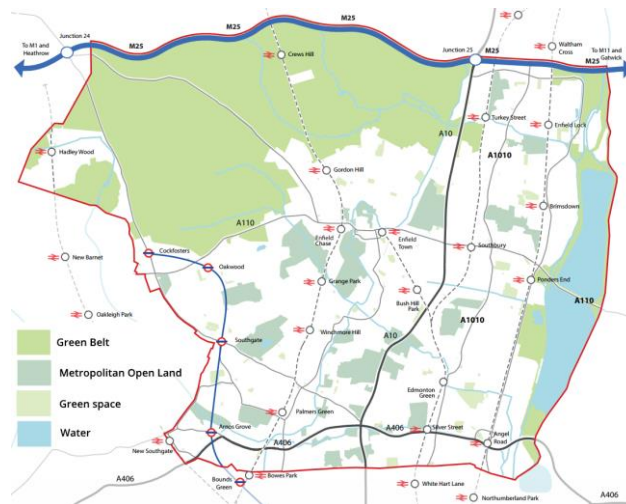 M25
Junction 24
To M1 and
Heathrow
M25
M25
Crews Hill
Junction 25
M25
Waltham
Cross
M25
To M11 and
Gatwick
Turkey Street
Enfield Lock
A10
A1010
Hadley Wood
Gordon Hill
Brimsdown
A110
Enfield
Chase
Enfield
Town
Southbury
Cockfosters
Oakwood
New Barnet
Grange Park
Bush Hill
Park
Ponders End
A110
Oakleigh Park
Winchmore Hill
A10
A1010
Southgate
Green Belt
Metropolitan Open Land
Green space
Water
Edmonton
Green
Palmers Green
Arnos Grove
A406
A406
Silver Street
Angel
Road
New Southgate
A406
Bounds
Green
Bowes Park
White Hart Lane
Northumberland Park
A406